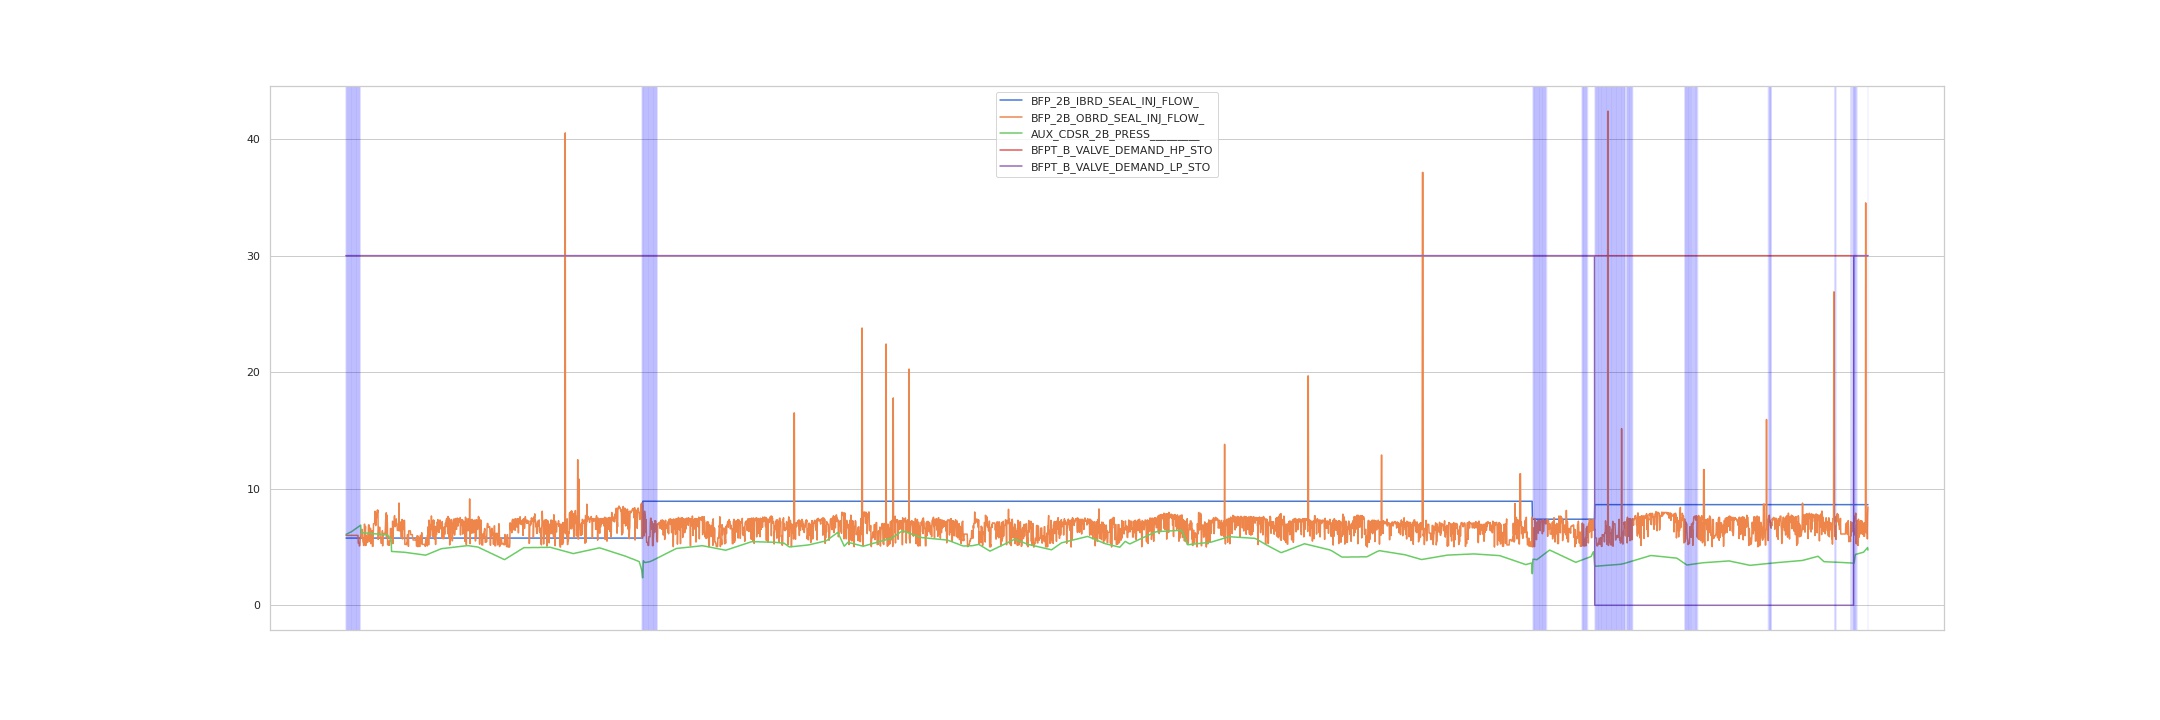 BFP_2B_IBRD_SEAL_INJ_FLOW_
BFP_2B_OBRD_SEAL_INJ_FLOW_
AUX_CDSR_2B_PRESS________
BFPT_B_VALVE_DEMAND_HP_STO
BFPT_B_VALVE_DEMAND_LP_STO
40
30
20
10
0